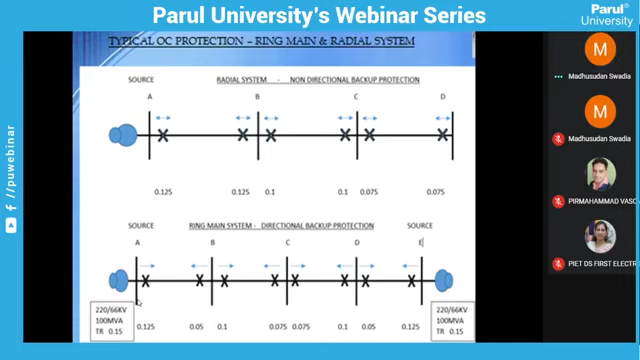 Parul University's Webinar Series
Parul®
University
TYPICAL OC PROTECTION – RING MAIN & RADIAL SYSTEM
SOURCE RADIAL SYSTEM - NON DIRECTIONAL BACKUP PROTECTION
A B C D
0.125 0.125 0.1 0.1 0.075 0.075
SOURCE RING MAIN SYSTEM - DIRECTIONAL BACKUP PROTECTION SOURCE
A B C D E
220/66KV
100MVA
TR 0.15
0.125 0.05 0.1 0.075 0.075 0.1 0.05 0.125
220/66KV
100MVA
TR 0.15
M
Madhusudan Swadia
M
Madhusudan Swadia
PIRMAHAMMAD VASO
PIET DS FIRST ELECTR
/puwebinar